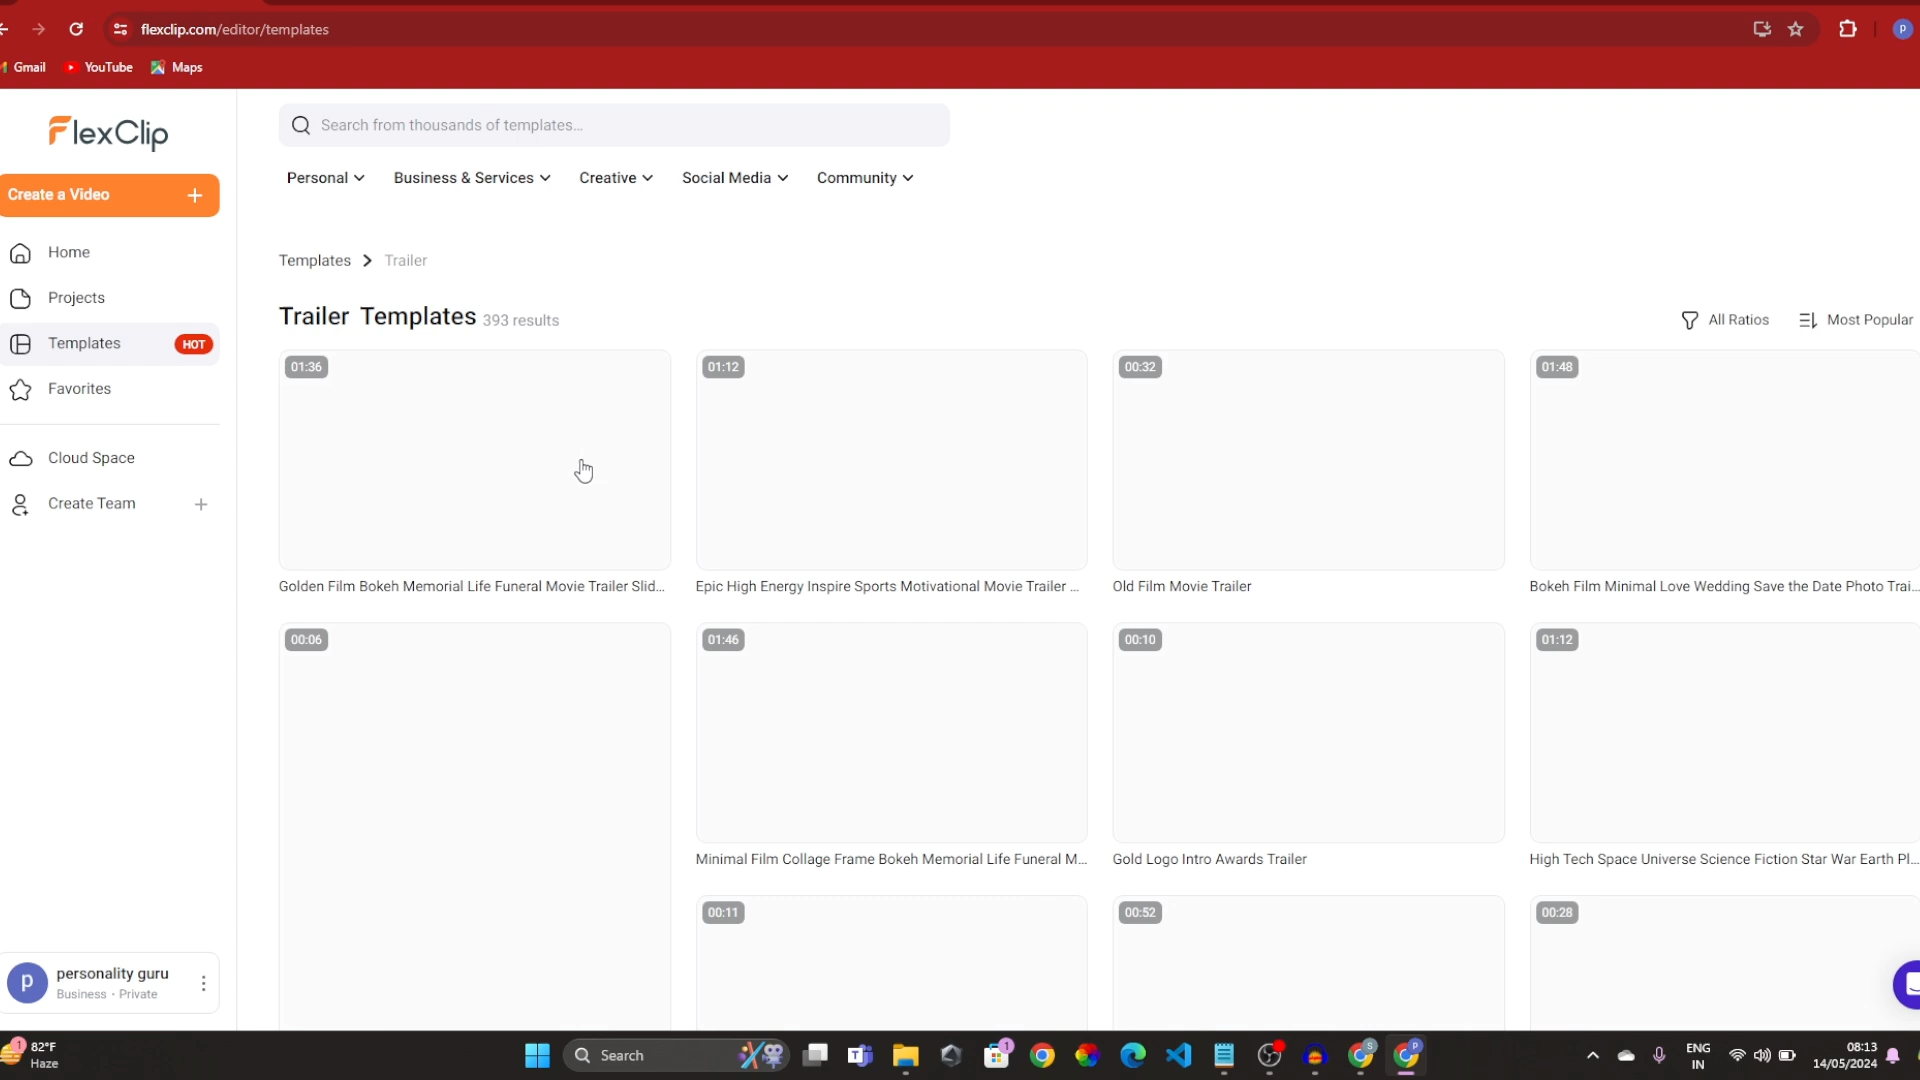 flexclip.com/editor/templates
P
Gmail
YouTube
Maps
FlexClip
Search from thousands of templates...
Create a Video
Personal
Business & Services
Creative
Social Media
Community
Home
Projects
Templates
HOT
Favorites
Cloud Space
Create Team
Templates > Trailer
Trailer Templates 393 results
All Ratios
Most Popular
01:36
01:12
00:32
01:48
Golden Film Bokeh Memorial Life Funeral Movie Trailer Slid...
Epic High Energy Inspire Sports Motivational Movie Trailer ...
Old Film Movie Trailer
Bokeh Film Minimal Love Wedding Save the Date Photo Trai...
00:06
01:46
00:10
01:12
Minimal Film Collage Frame Bokeh Memorial Life Funeral M...
Gold Logo Intro Awards Trailer
High Tech Space Universe Science Fiction Star War Earth Pl...
00:11
00:52
00:28
P
personality guru
Business • Private
1
82°F
Haze
Search
1
S
P
ENG
IN
08:13
14/05/2024